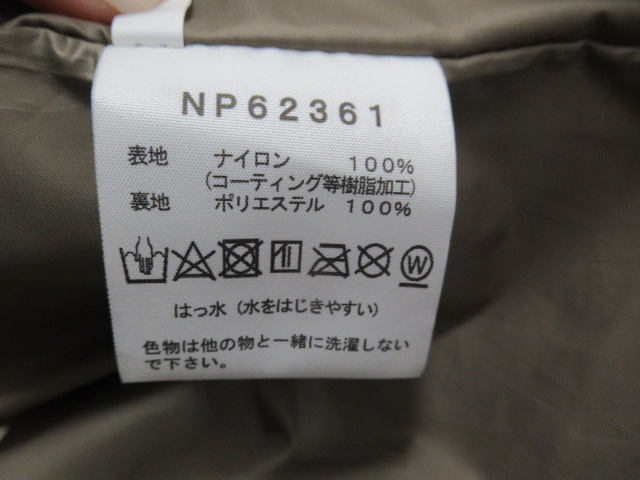 NP62361
表地 ナイロン 100%
(コーティング等樹脂加工)
裏地 ポリエステル 100%
W
はっ水(水をはじきやすい)
色物は他の物と一緒に洗濯しない
で下さい。